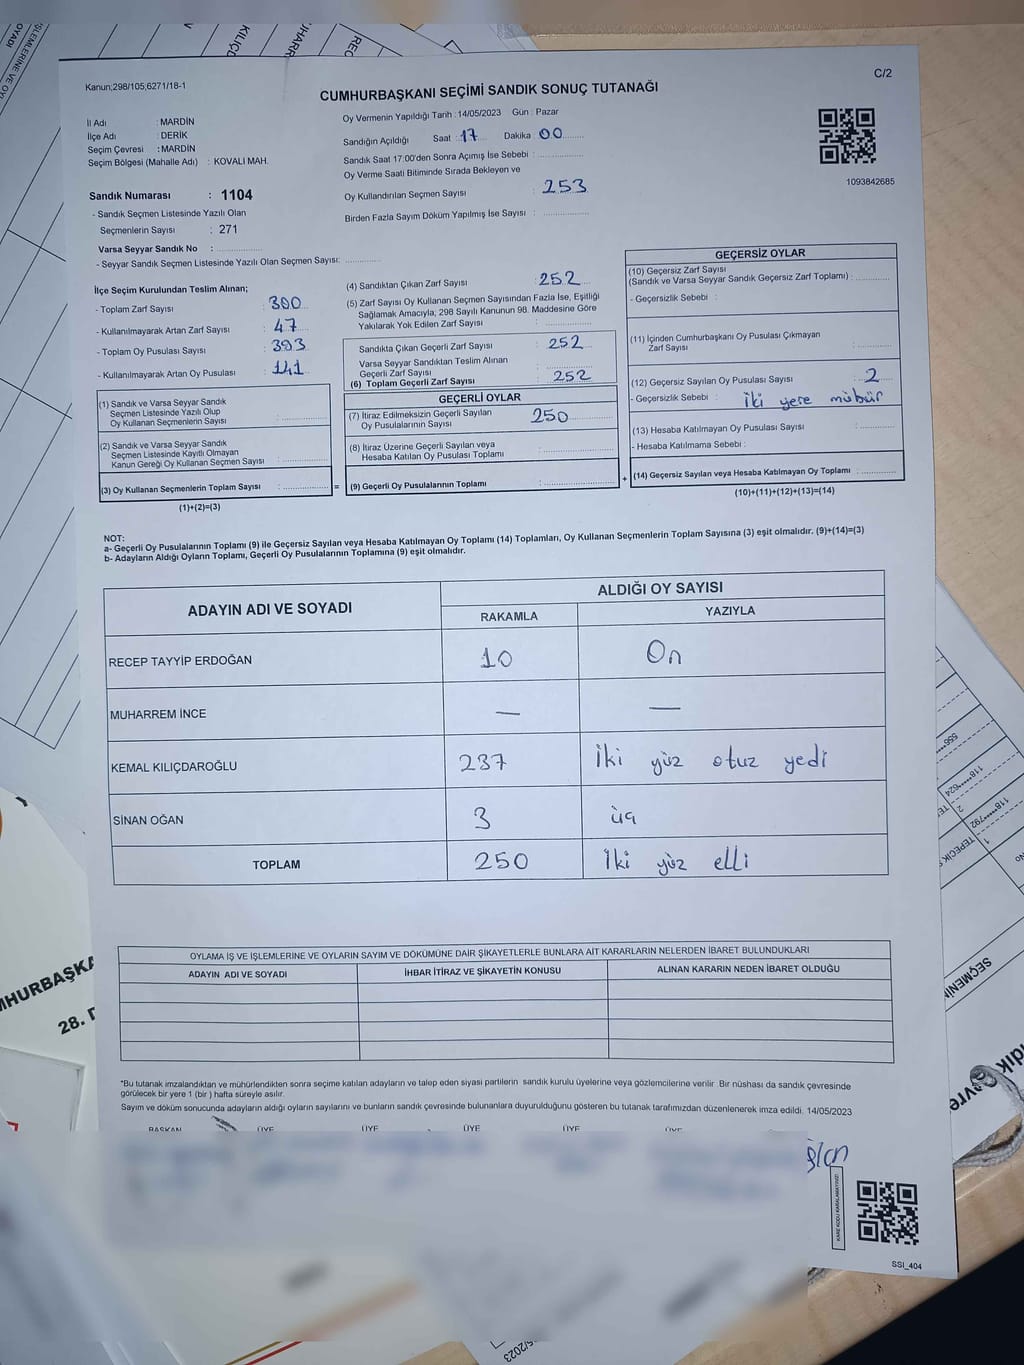 Kanun;298/105;6271/18-1
C/2
CUMHURBAŞKANI SEÇİMİ SANDIK SONUÇ TUTANAĞI
İl Adı : MARDİN
İlçe Adı : DERİK
Seçim Çevresi : MARDİN
Seçim Bölgesi (Mahalle Adı) : KOVALI MAH.
Oy Vermenin Yapıldığı Tarih :14/05/2023 Gün : Pazar
Sandığın Açıldığı Saat : 17 Dakika 00
Sandık Saat 17:00'den Sonra Açımış İse Sebebi :
Oy Verme Saati Bitiminde Sırada Bekleyen ve
Oy Kullandırılan Seçmen Sayısı : 253
Birden Fazla Sayım Döküm Yapılmış İse Sayısı :
1093842685
Sandık Numarası : 1104
- Sandık Seçmen Listesinde Yazılı Olan
Seçmenlerin Sayısı : 271
Varsa Seyyar Sandık No :
- Seyyar Sandık Seçmen Listesinde Yazılı Olan Seçmen Sayısı:
İlçe Seçim Kurulundan Teslim Alınan;
- Toplam Zarf Sayısı : 300
- Kullanılmayarak Artan Zarf Sayısı : 47
- Toplam Oy Pusulası Sayısı : 393
- Kullanılmayarak Artan Oy Pusulası : 141
(4) Sandıktan Çıkan Zarf Sayısı : 252
(5) Zarf Sayısı Oy Kullanan Seçmen Sayısından Fazla İse, Eşitliği
Sağlamak Amacıyla, 298 Sayılı Kanunun 98. Maddesine Göre
Yakılarak Yok Edilen Zarf Sayısı :
Sandıkta Çıkan Geçerli Zarf Sayısı : 252
Varsa Seyyar Sandıktan Teslim Alınan
Geçerli Zarf Sayısı :
(6) Toplam Geçerli Zarf Sayısı : 252
GEÇERSİZ OYLAR
(10) Geçersiz Zarf Sayısı
(Sandık ve Varsa Seyyar Sandık Geçersiz Zarf Toplamı) :
- Geçersizlik Sebebi :
(11) İçinden Cumhurbaşkanı Oy Pusulası Çıkmayan
Zarf Sayısı :
(12) Geçersiz Sayılan Oy Pusulası Sayısı : 2
- Geçersizlik Sebebi : İki yere mübür
(13) Hesaba Katılmayan Oy Pusulası Sayısı :
- Hesaba Katılmama Sebebi :
(14) Geçersiz Sayılan veya Hesaba Katılmayan Oy Toplamı :
(10)+(11)+(12)+(13)=(14)
(1) Sandık ve Varsa Seyyar Sandık
Seçmen Listesinde Yazılı Olup
Oy Kullanan Seçmenlerin Sayısı :
(2) Sandık ve Varsa Seyyar Sandık
Seçmen Listesinde Kayıtlı Olmayan
Kanun Gereği Oy Kullanan Seçmen Sayısı :
(3) Oy Kullanan Seçmenlerin Toplam Sayısı :
(1)+(2)=(3)
=
GEÇERLİ OYLAR
(7) İtiraz Edilmeksizin Geçerli Sayılan
Oy Pusulalarının Sayısı : 250
(8) İtiraz Üzerine Geçerli Sayılan veya
Hesaba Katılan Oy Pusulası Toplamı :
(9) Geçerli Oy Pusulalarının Toplamı :
+
NOT:
a- Geçerli Oy Pusulalarının Toplamı (9) ile Geçersiz Sayılan veya Hesaba Katılmayan Oy Toplamı (14) Toplamları, Oy Kullanan Seçmenlerin Toplam Sayısına (3) eşit olmalıdır. (9)+(14)=(3)
b- Adayların Aldığı Oyların Toplamı, Geçerli Oy Pusulalarının Toplamına (9) eşit olmalıdır.
ADAYIN ADI VE SOYADI
ALDIĞI OY SAYISI
RAKAMLA YAZIYLA
RECEP TAYYİP ERDOĞAN 10 On
MUHARREM İNCE — —
KEMAL KILIÇDAROĞLU 237 İki yüz otuz yedi
SİNAN OĞAN 3 üç
TOPLAM 250 İki yüz elli
OYLAMA İŞ VE İŞLEMLERİNE VE OYLARIN SAYIM VE DÖKÜMÜNE DAİR ŞİKAYETLERLE BUNLARA AİT KARARLARIN NELERDEN İBARET BULUNDUKLARI
ADAYIN ADI VE SOYADI İHBAR İTİRAZ VE ŞİKAYETİN KONUSU ALINAN KARARIN NEDEN İBARET OLDUĞU
*Bu tutanak imzalandıktan ve mühürlendikten sonra seçime katılan adayların ve talep eden siyasi partilerin sandık kurulu üyelerine veya gözlemcilerine verilir. Bir nüshası da sandık çevresinde
görülecek bir yere 1 (bir ) hafta süreyle asılır.
Sayım ve döküm sonucunda adayların aldığı oyların sayılarını ve bunların sandık çevresinde bulunanlara duyurulduğunu gösteren bu tutanak tarafımızdan düzenlenerek imza edildi. 14/05/2023
BAŞKAN ÜYE ÜYE ÜYE ÜYE ÜYE
KARE KODU KARALAMAYINIZ!
SSI_404
28.
SEÇMENİN